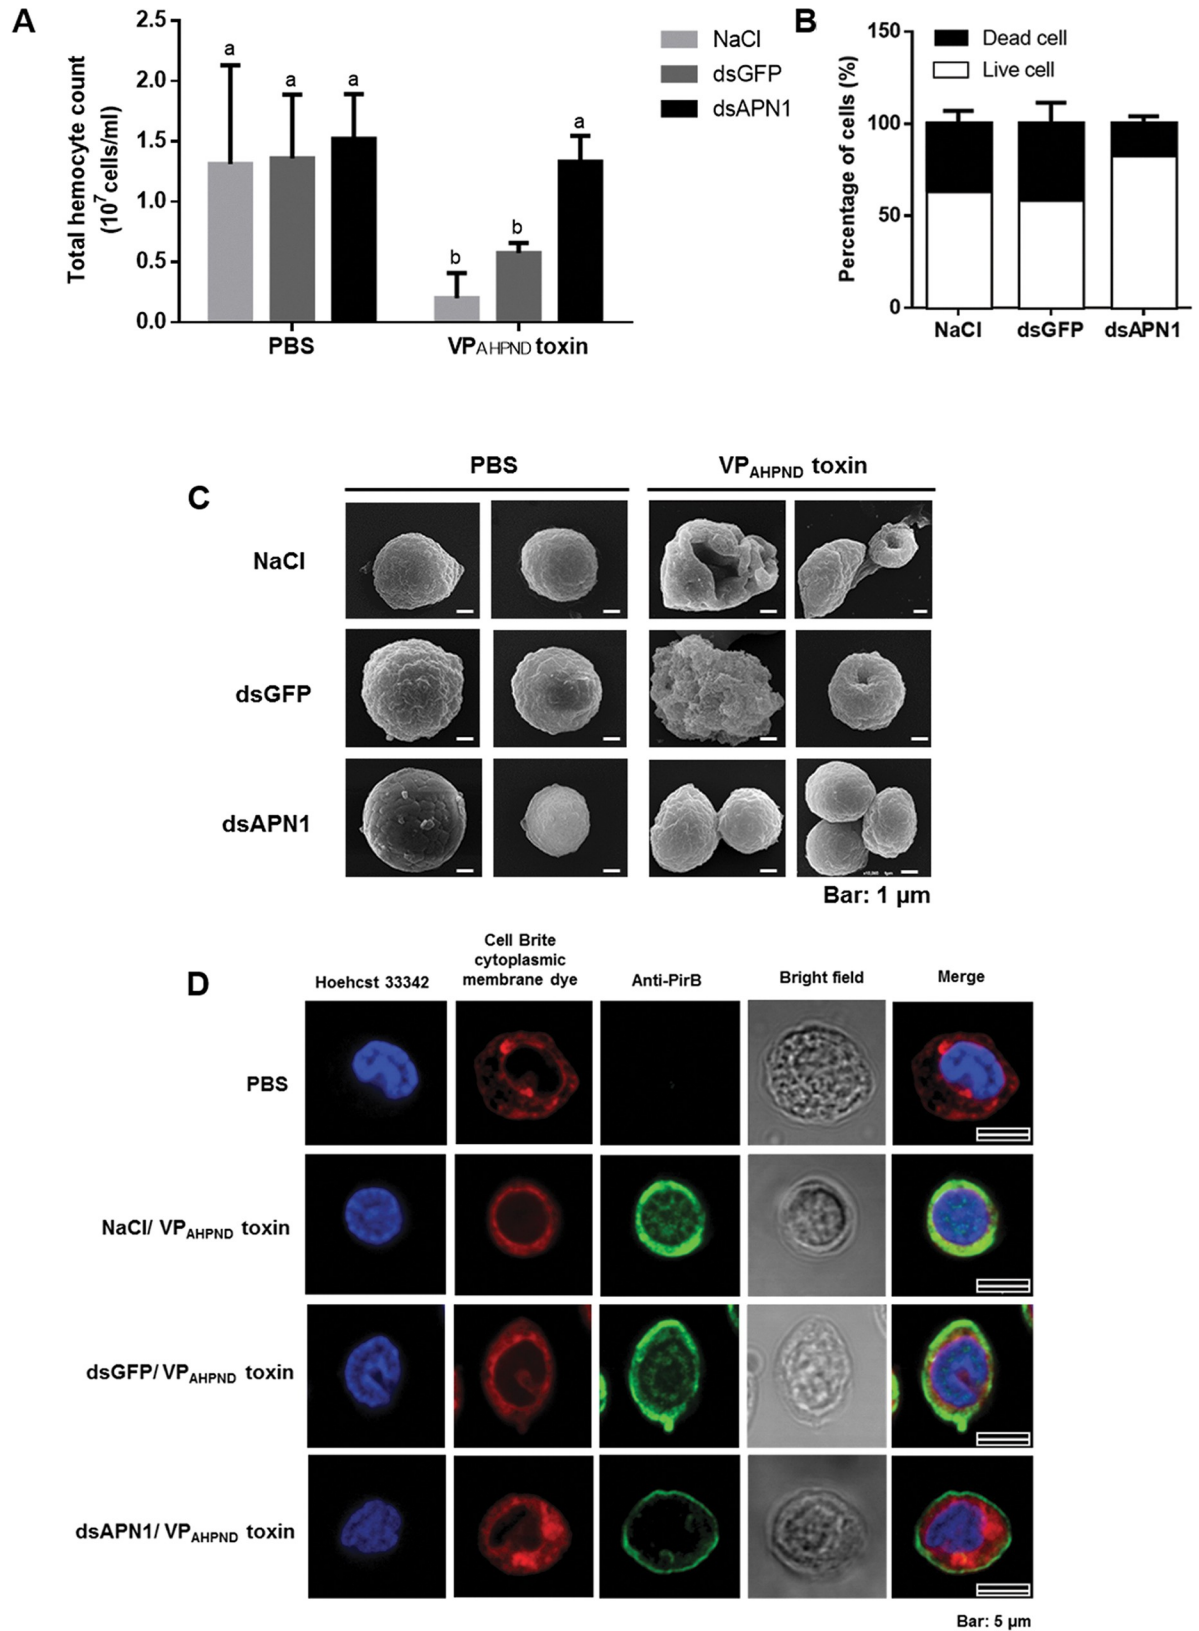 A
Total hemocyte count
(10⁷cells/ml)
2.5
2.0
1.5
1.0
0.5
0.0
a
a
a
b
b
a
PBS
VPAHPND toxin
NaCl
dsGFP
dsAPN1
B
Percentage of cells (%)
150
100
50
0
Dead cell
Live cell
NaCl
dsGFP
dsAPN1
C
PBS
VPAHPND toxin
NaCl
dsGFP
dsAPN1
Bar: 1 µm
D
Hoehcst 33342
Cell Brite
cytoplasmic
membrane dye
Anti-PirB
Bright field
Merge
PBS
NaCl/ VPAHPND toxin
dsGFP/ VPAHPND toxin
dsAPN1/ VPAHPND toxin
Bar: 5 µm